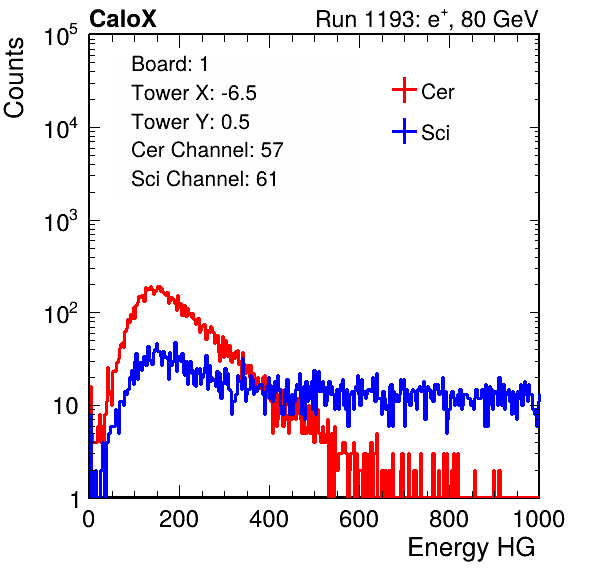 CaloX Run 1193: e⁺, 80 GeV
Counts
10⁵
10⁴
10³
10²
10
1
Board: 1
Tower X: -6.5
Tower Y: 0.5
Cer Channel: 57
Sci Channel: 61
Cer
Sci
0 200 400 600 800 1000
Energy HG